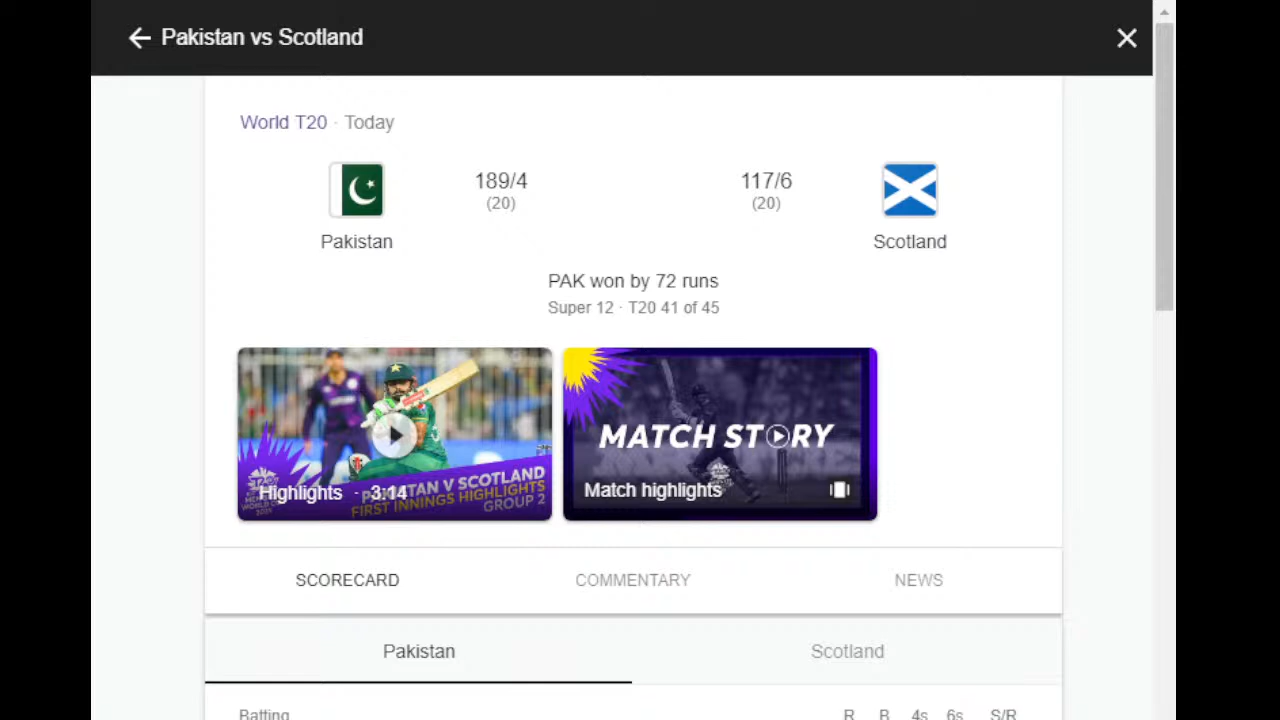 Pakistan vs Scotland
World T20 · Today
189/4
117/6
(20)
(20)
Pakistan
Scotland
PAK won by 72 runs
Super 12 · T20 41 of 45
PAKISTAN V SCOTLAND
FIRST INNINGS HIGHLIGHTS
GROUP 2
Highlights · 3:14
MATCH STORY
Match highlights
SCORECARD
COMMENTARY
NEWS
Pakistan
Scotland
Batting
R B 4s 6s S/R